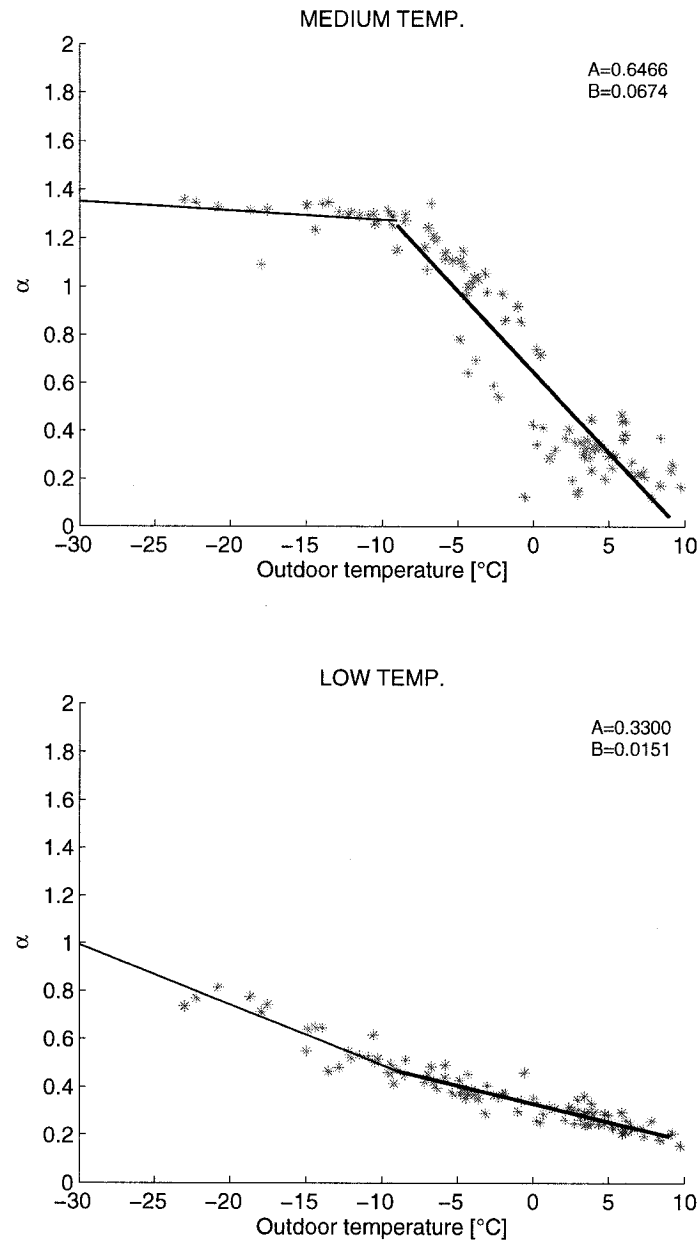 MEDIUM TEMP.
A=0.6466
B=0.0674
2
1.8
1.6
1.4
1.2
1
0.8
0.6
0.4
0.2
0
α
−30 −25 −20 −15 −10 −5 0 5 10
Outdoor temperature [°C]
LOW TEMP.
A=0.3300
B=0.0151
2
1.8
1.6
1.4
1.2
1
0.8
0.6
0.4
0.2
0
α
−30 −25 −20 −15 −10 −5 0 5 10
Outdoor temperature [°C]